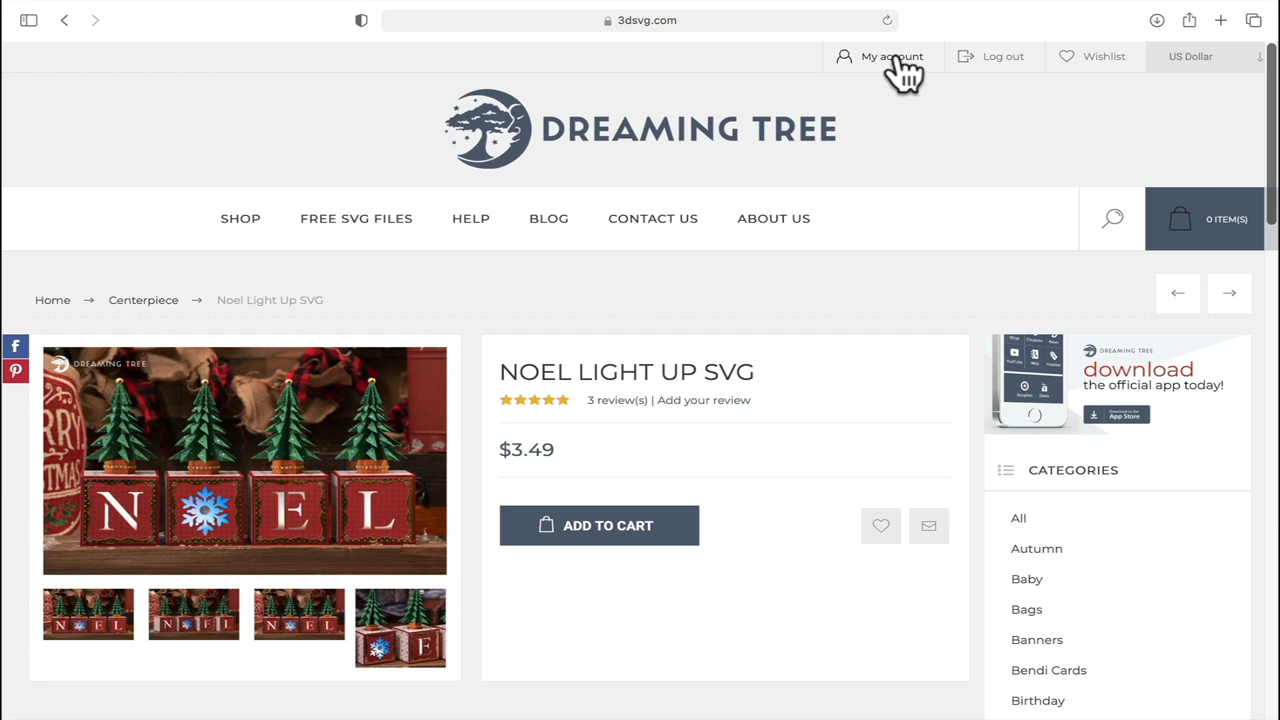 3dsvg.com
My account
Log out
Wishlist
US Dollar
DREAMING TREE
SHOP
FREE SVG FILES
HELP
BLOG
CONTACT US
ABOUT US
0 ITEM(S)
Home → Centerpiece → Noel Light Up SVG
DREAMING TREE
N E L
NOEL LIGHT UP SVG
3 review(s) | Add your review
$3.49
ADD TO CART
DREAMING TREE
download
the official app today!
Download on the
App Store
CATEGORIES
All
Autumn
Baby
Bags
Banners
Bendi Cards
Birthday